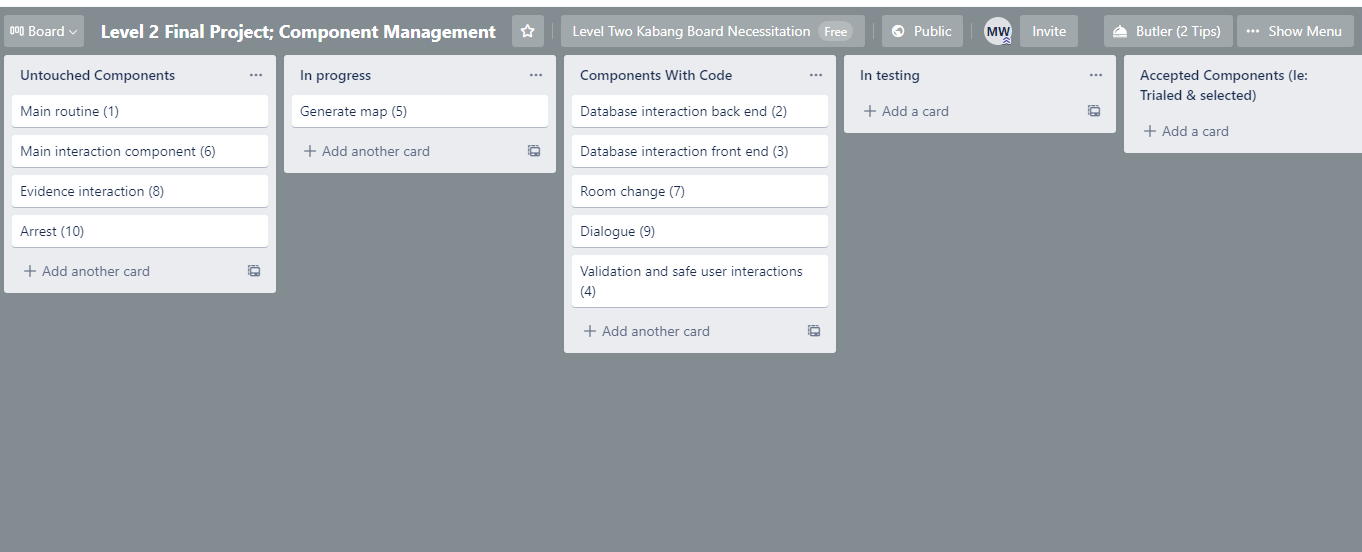 Board
Level 2 Final Project; Component Management
Level Two Kabang Board Necessitation Free
Public
MW
Invite
Butler (2 Tips)
Show Menu
Untouched Components
Main routine (1)
Main interaction component (6)
Evidence interaction (8)
Arrest (10)
Add another card
In progress
Generate map (5)
Add another card
Components With Code
Database interaction back end (2)
Database interaction front end (3)
Room change (7)
Dialogue (9)
Validation and safe user interactions
(4)
Add another card
In testing
Add a card
Accepted Components (Ie:
Trialed & selected)
Add a card